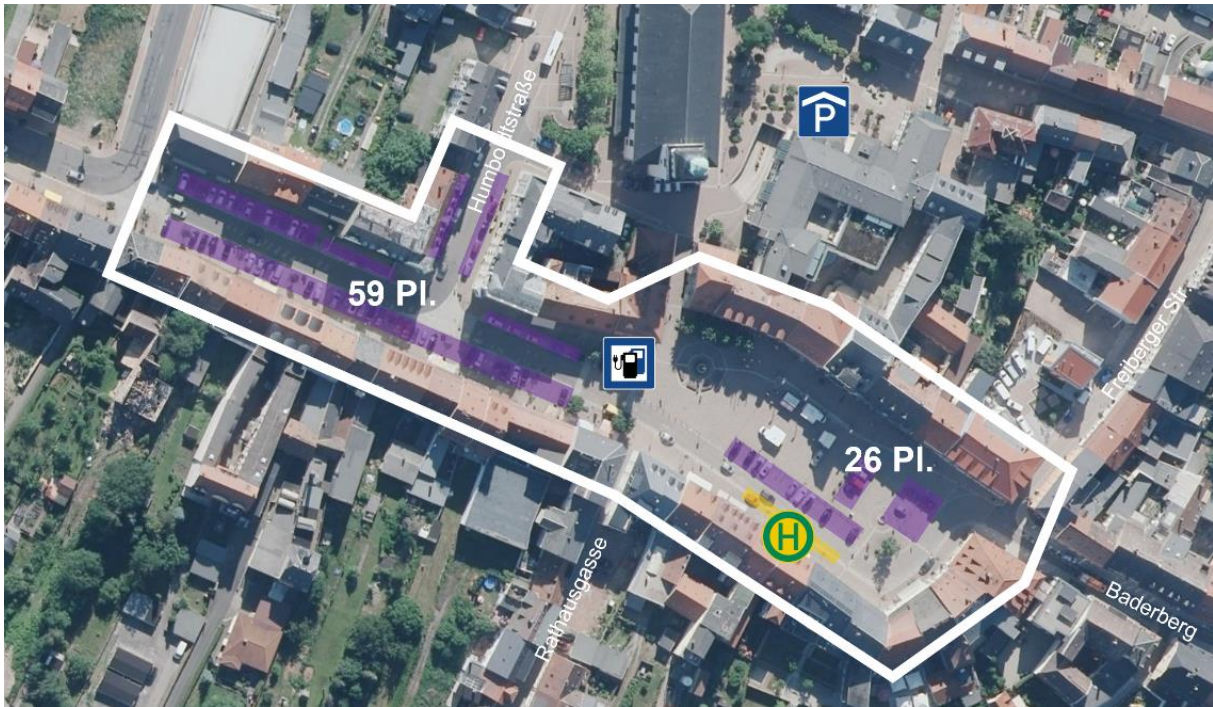 Humboldtstraße
P
59 Pl.
Freiberger Str.
26 Pl.
H
Rathausgasse
Baderberg